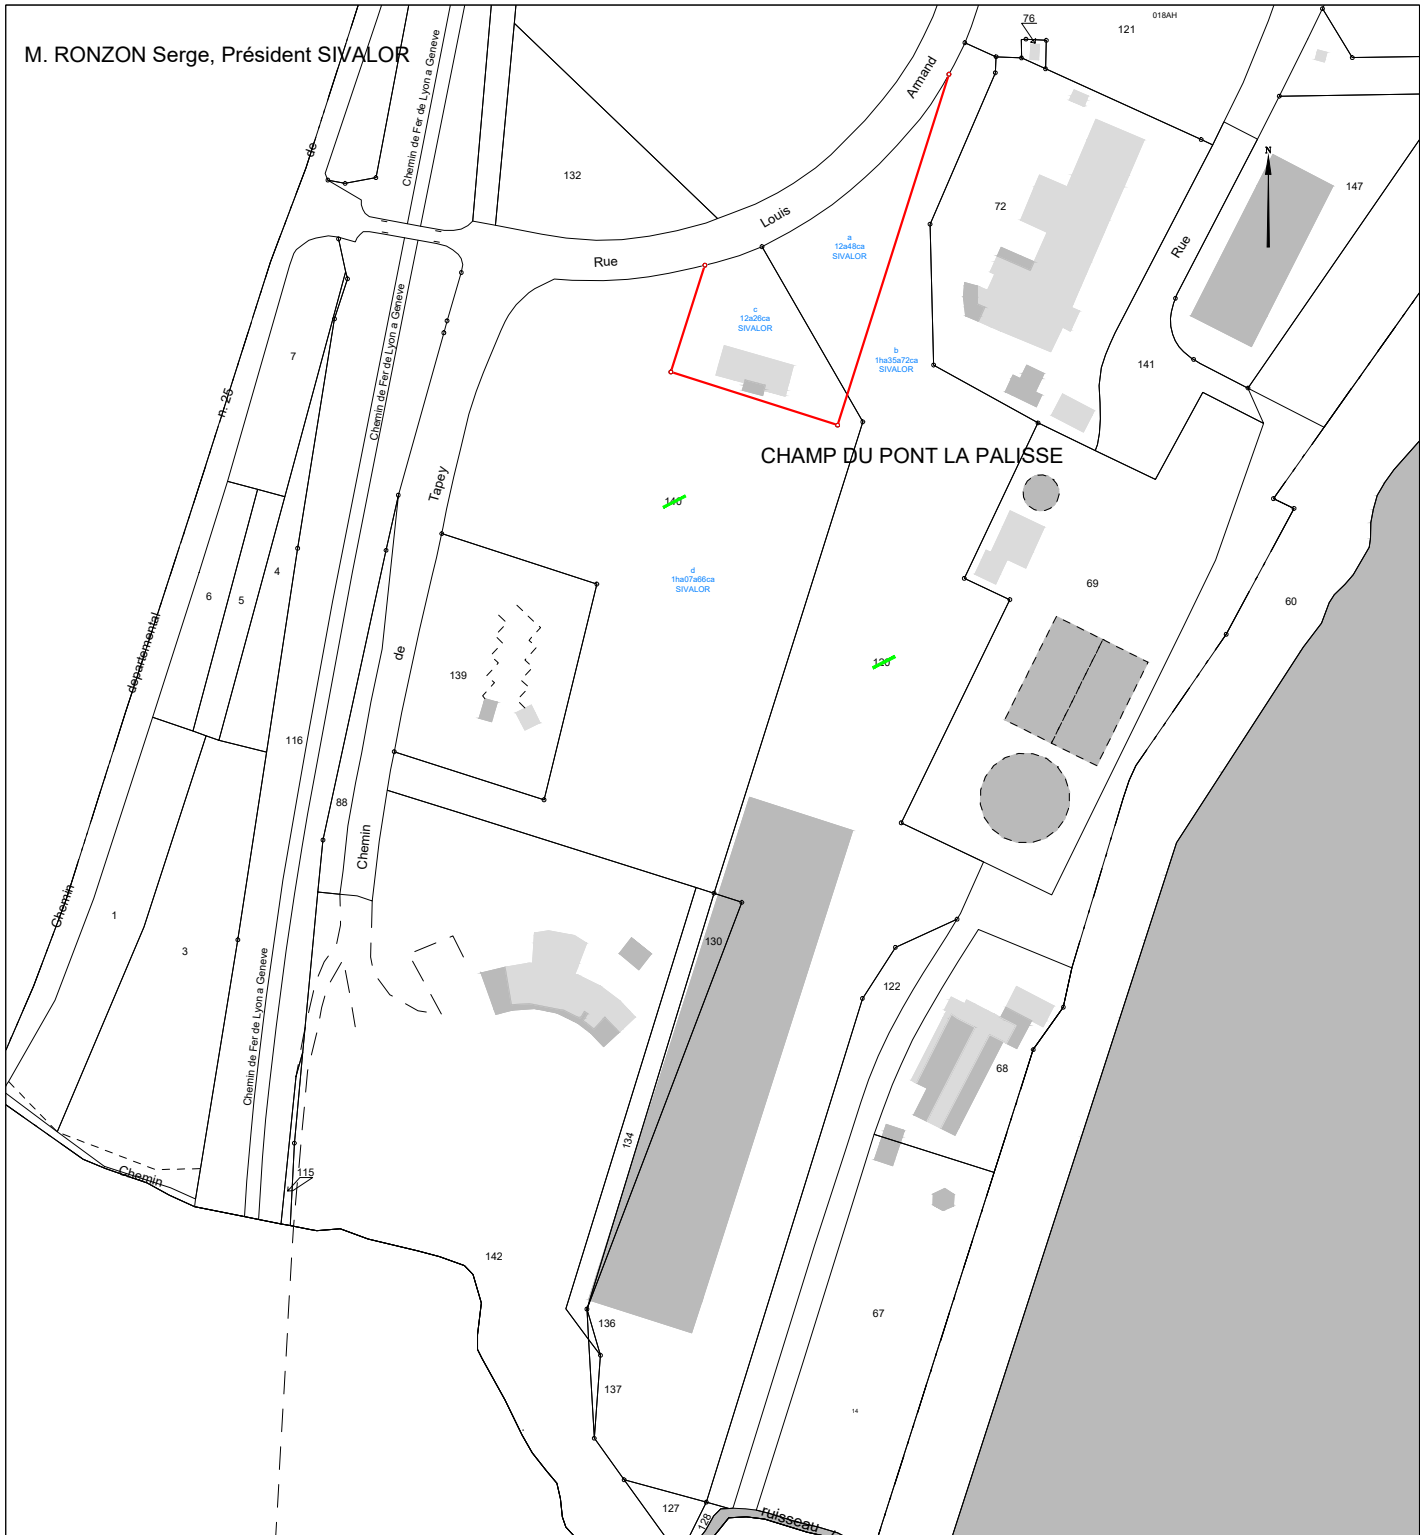 M. RONZON Serge, Président SIVALOR
76
121
018AH
de
Chemin de Fer de Lyon a Geneve
132
Armand
Louis
Rue
72
Rue
N
147
a
12a48ca
SIVALOR
c
12a26ca
SIVALOR
b
1ha35a72ca
SIVALOR
7
Chemin de Fer de Lyon a Geneve
141
n. 25
CHAMP DU PONT LA PALISSE
Tapey
140
d
1ha07a66ca
SIVALOR
4
5
6
69
60
departemental
de
139
120
116
88
Chemin
Chemin
1
3
130
122
Chemin de Fer de Lyon a Geneve
68
134
Chemin
115
142
67
136
137
14
127
128
ruisseau